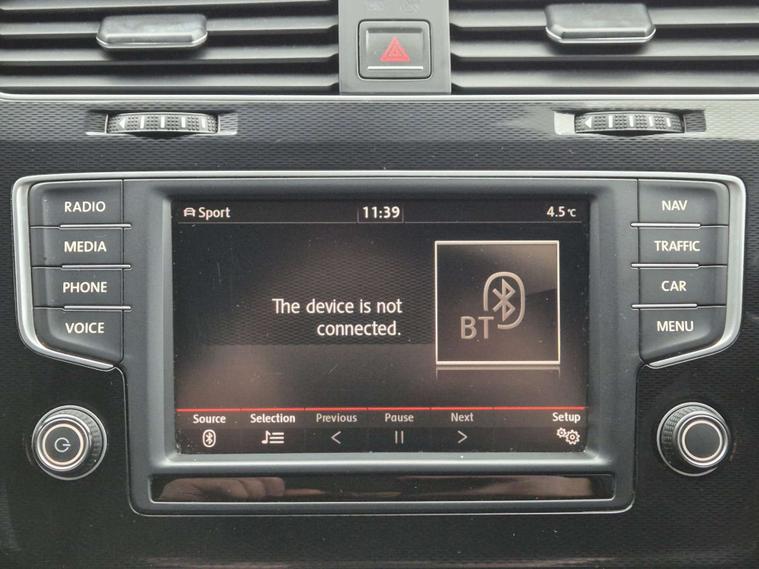 RADIO
MEDIA
PHONE
VOICE
Sport 11:39 4.5 °C
The device is not
connected.
BT
Source Selection Previous Pause Next Setup
NAV
TRAFFIC
CAR
MENU